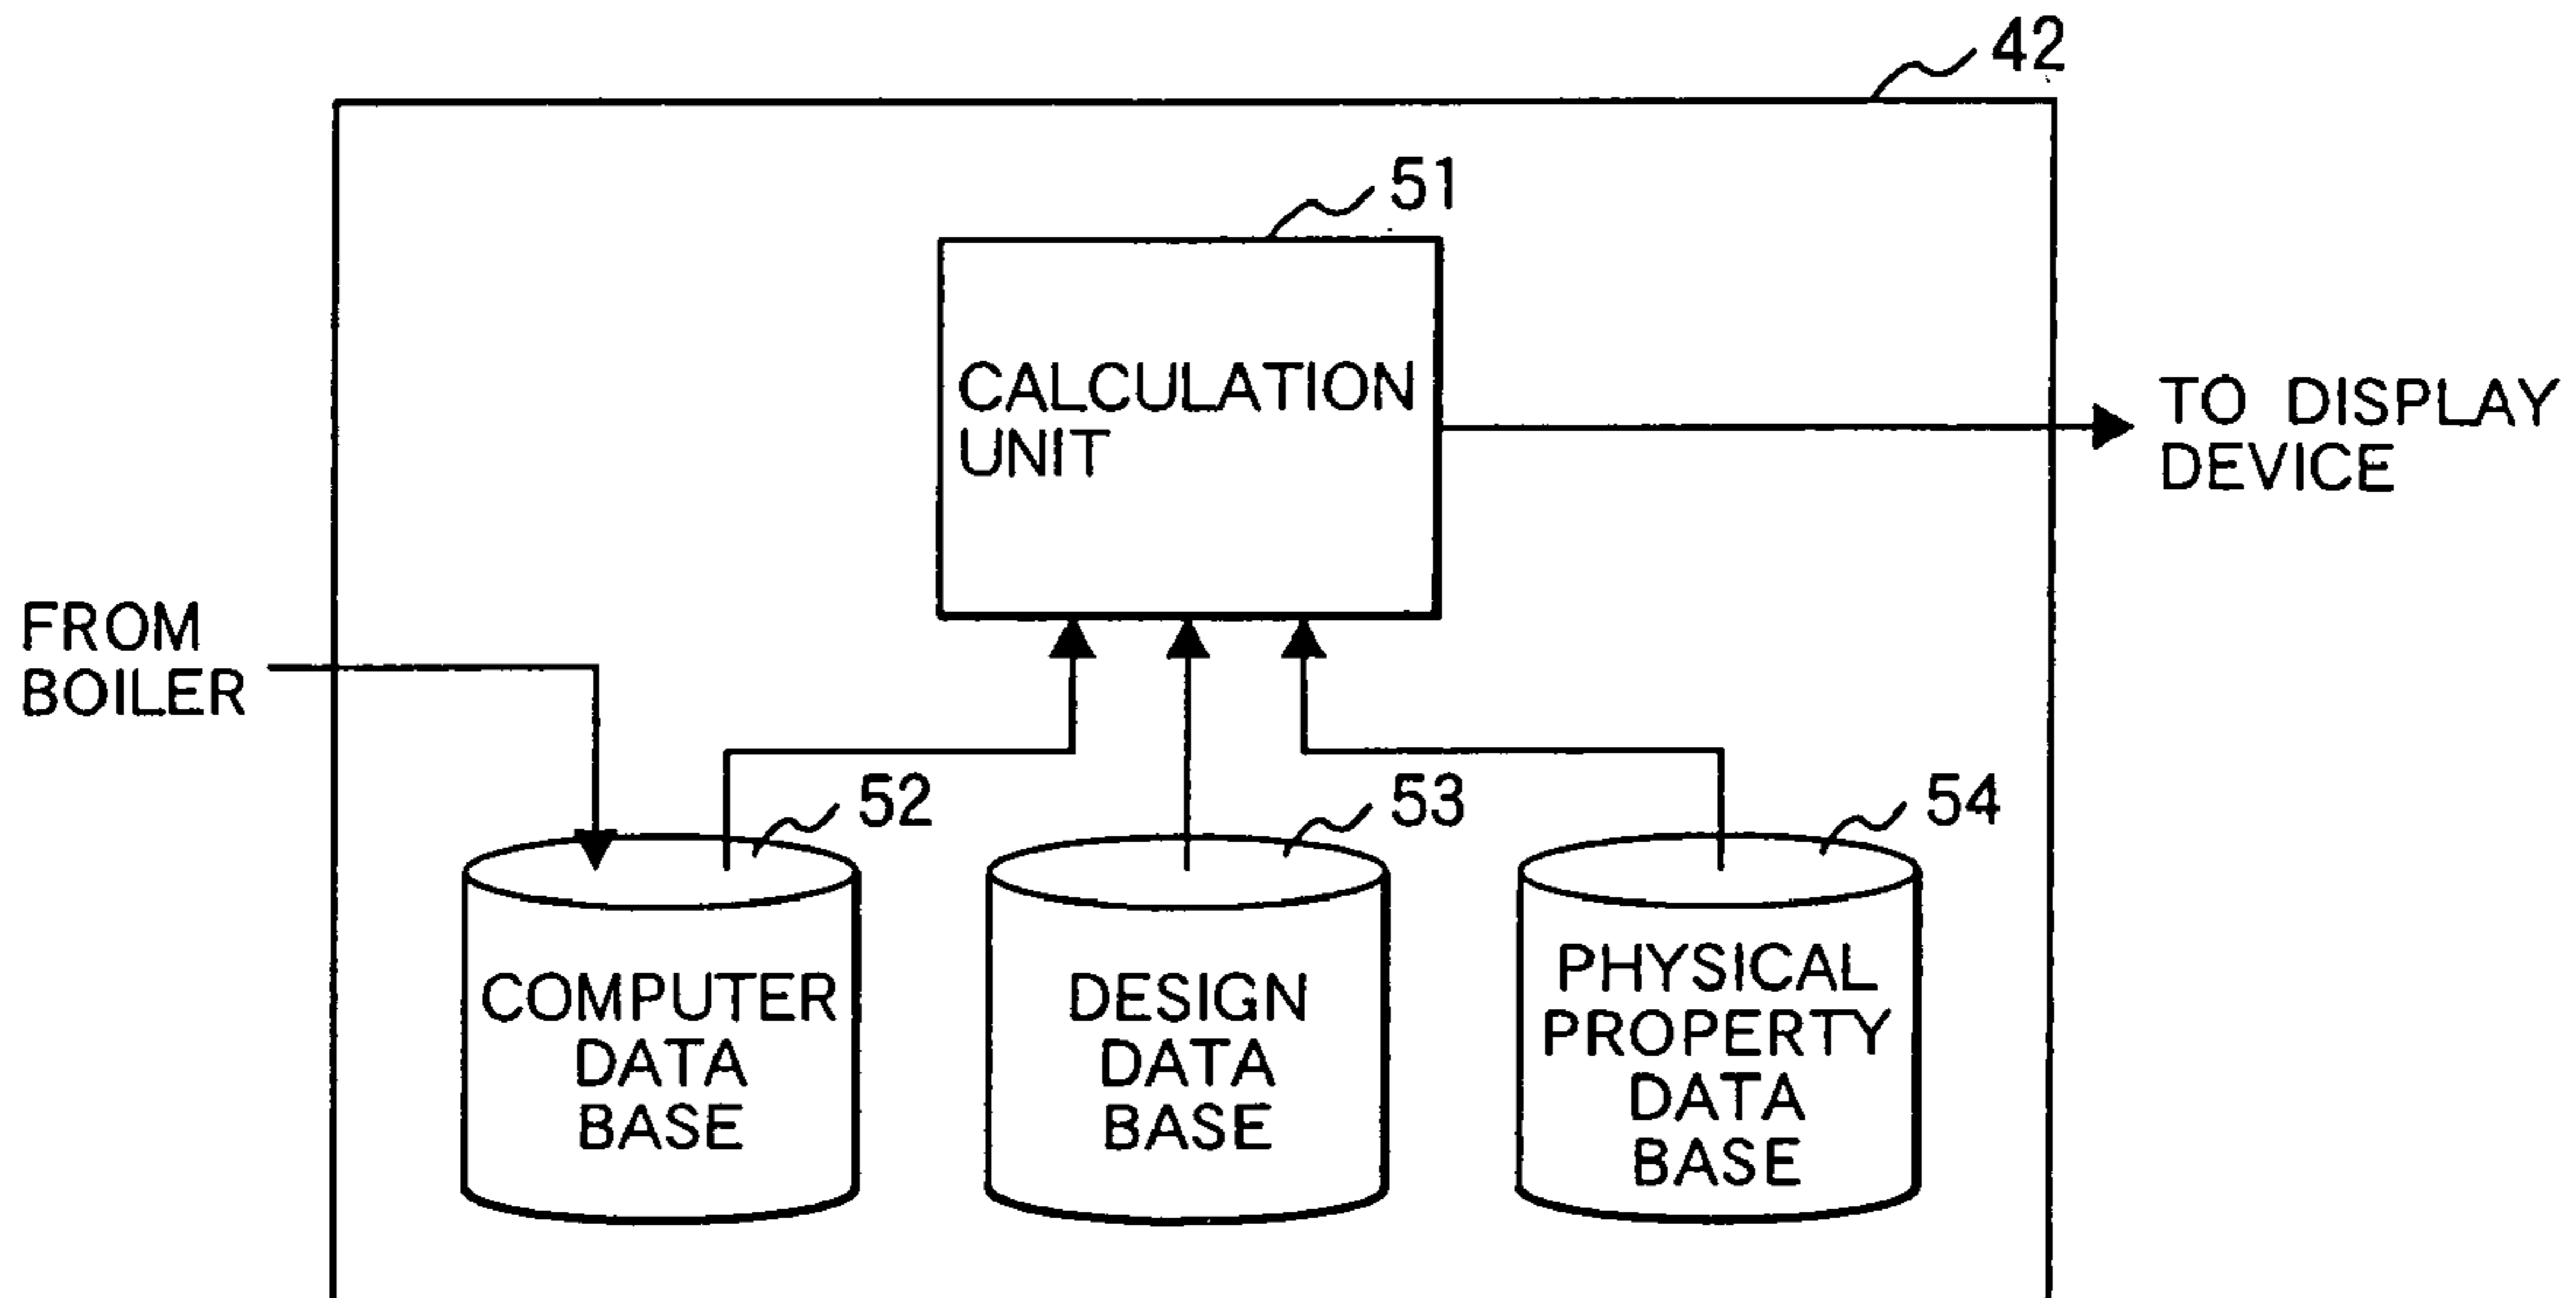 42
51
CALCULATION
UNIT
TO DISPLAY
DEVICE
FROM
BOILER
52
53
54
COMPUTER
DATA
BASE
DESIGN
DATA
BASE
PHYSICAL
PROPERTY
DATA
BASE